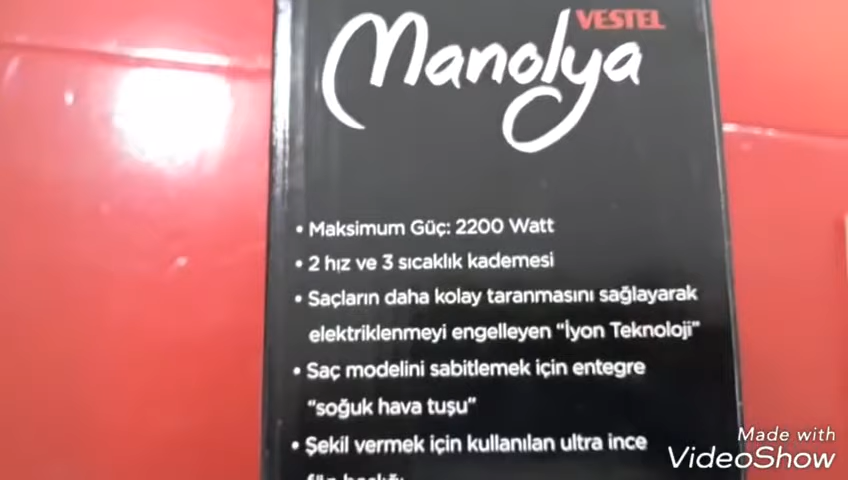 VESTEL
Manolya
• Maksimum Güç: 2200 Watt
• 2 hız ve 3 sıcaklık kademesi
• Saçların daha kolay taranmasını sağlayarak
elektriklenmeyi engelleyen "İyon Teknoloji"
• Saç modelini sabitlemek için entegre
"soğuk hava tuşu"
• Şekil vermek için kullanılan ultra ince
Made with
VideoShow